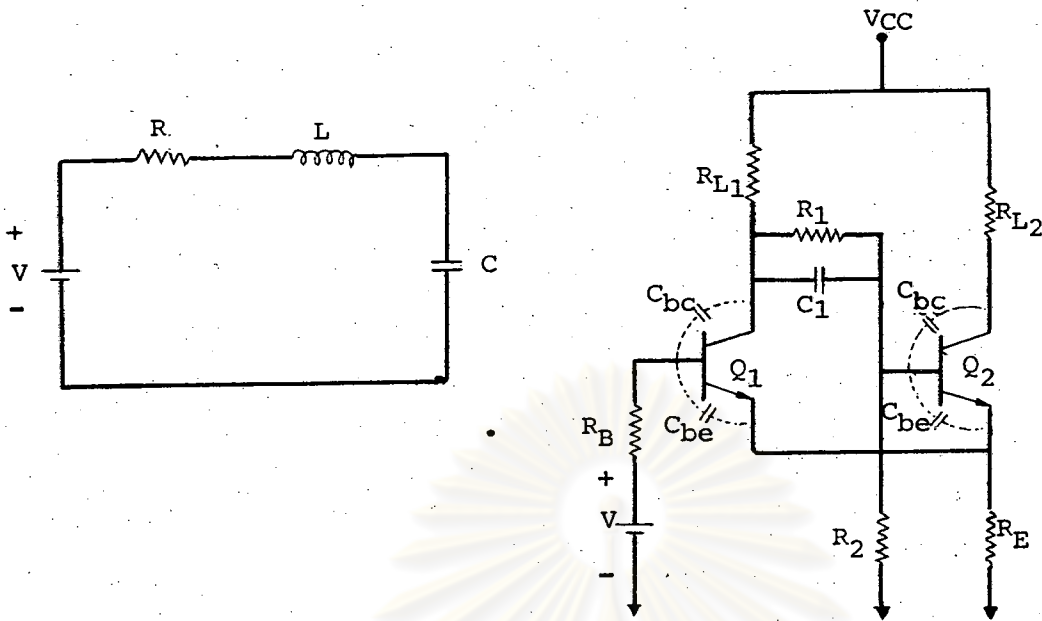 R
L
+
V
-
C
VCC
RL1
R1
RL2
C1
Cbc
Cbc
Q1
Q2
Cbe
Cbe
RB
+
V
-
R2
RE